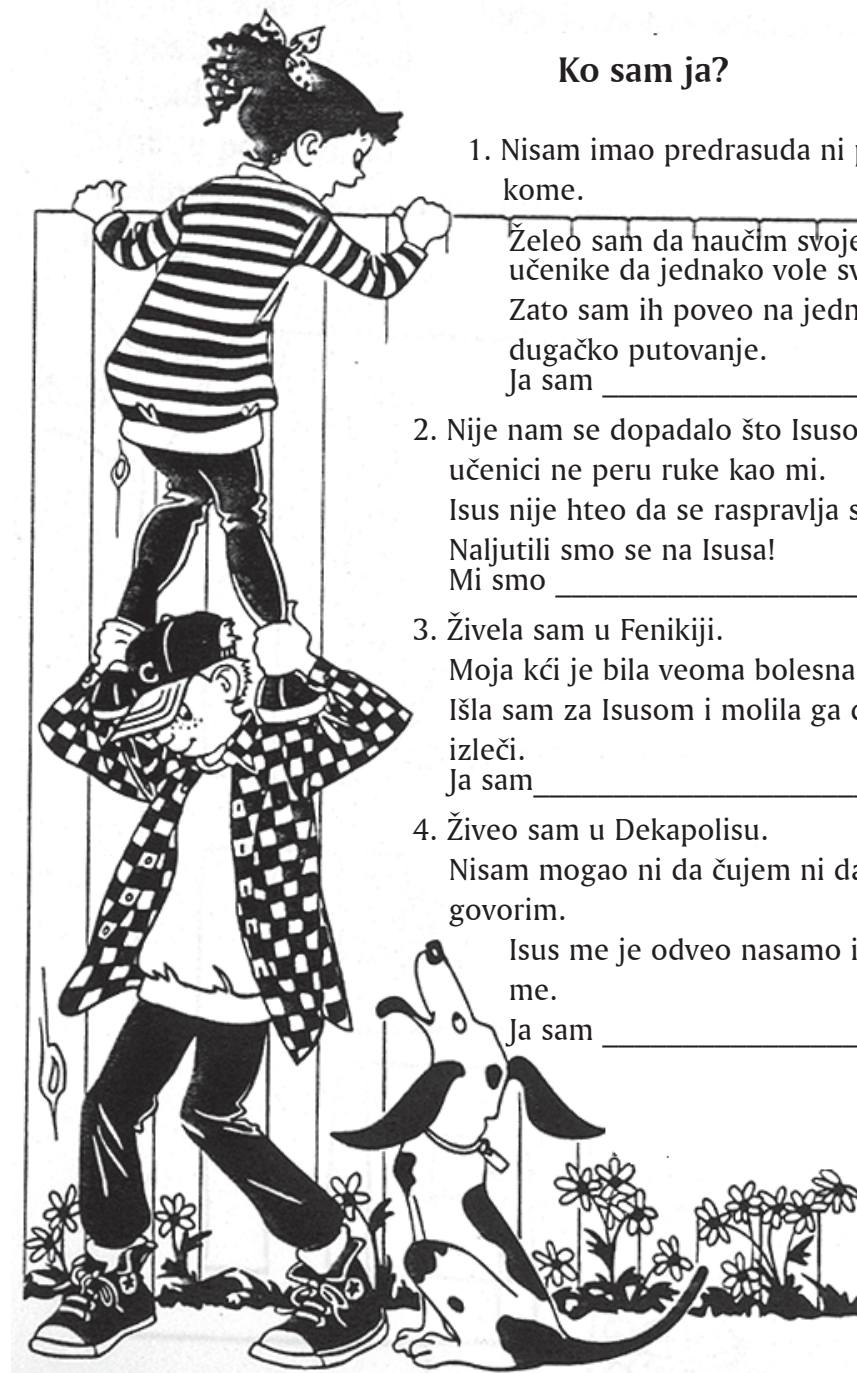 Ko sam ja?
1. Nisam imao predrasuda ni
kome.
Želeo sam da naučim svoje
učenike da jednako vole
Zato sam ih poveo na
dugačko putovanje.
Ja sam ____________________
2. Nije nam se dopadalo što
učenici ne peru ruke kao mi.
Isus nije hteo da se raspravlja
Naljutili smo se na Isusa!
Mi smo ____________________
3. Živela sam u Fenikiji.
Moja kći je bila veoma bolesna
Išla sam za Isusom i molila ga
izleči.
Ja sam____________________
4. Živeo sam u Dekapolisu.
Nisam mogao ni da čujem ni da
govorim.
Isus me je odveo nasamo i
me.
Ja sam ____________________
C